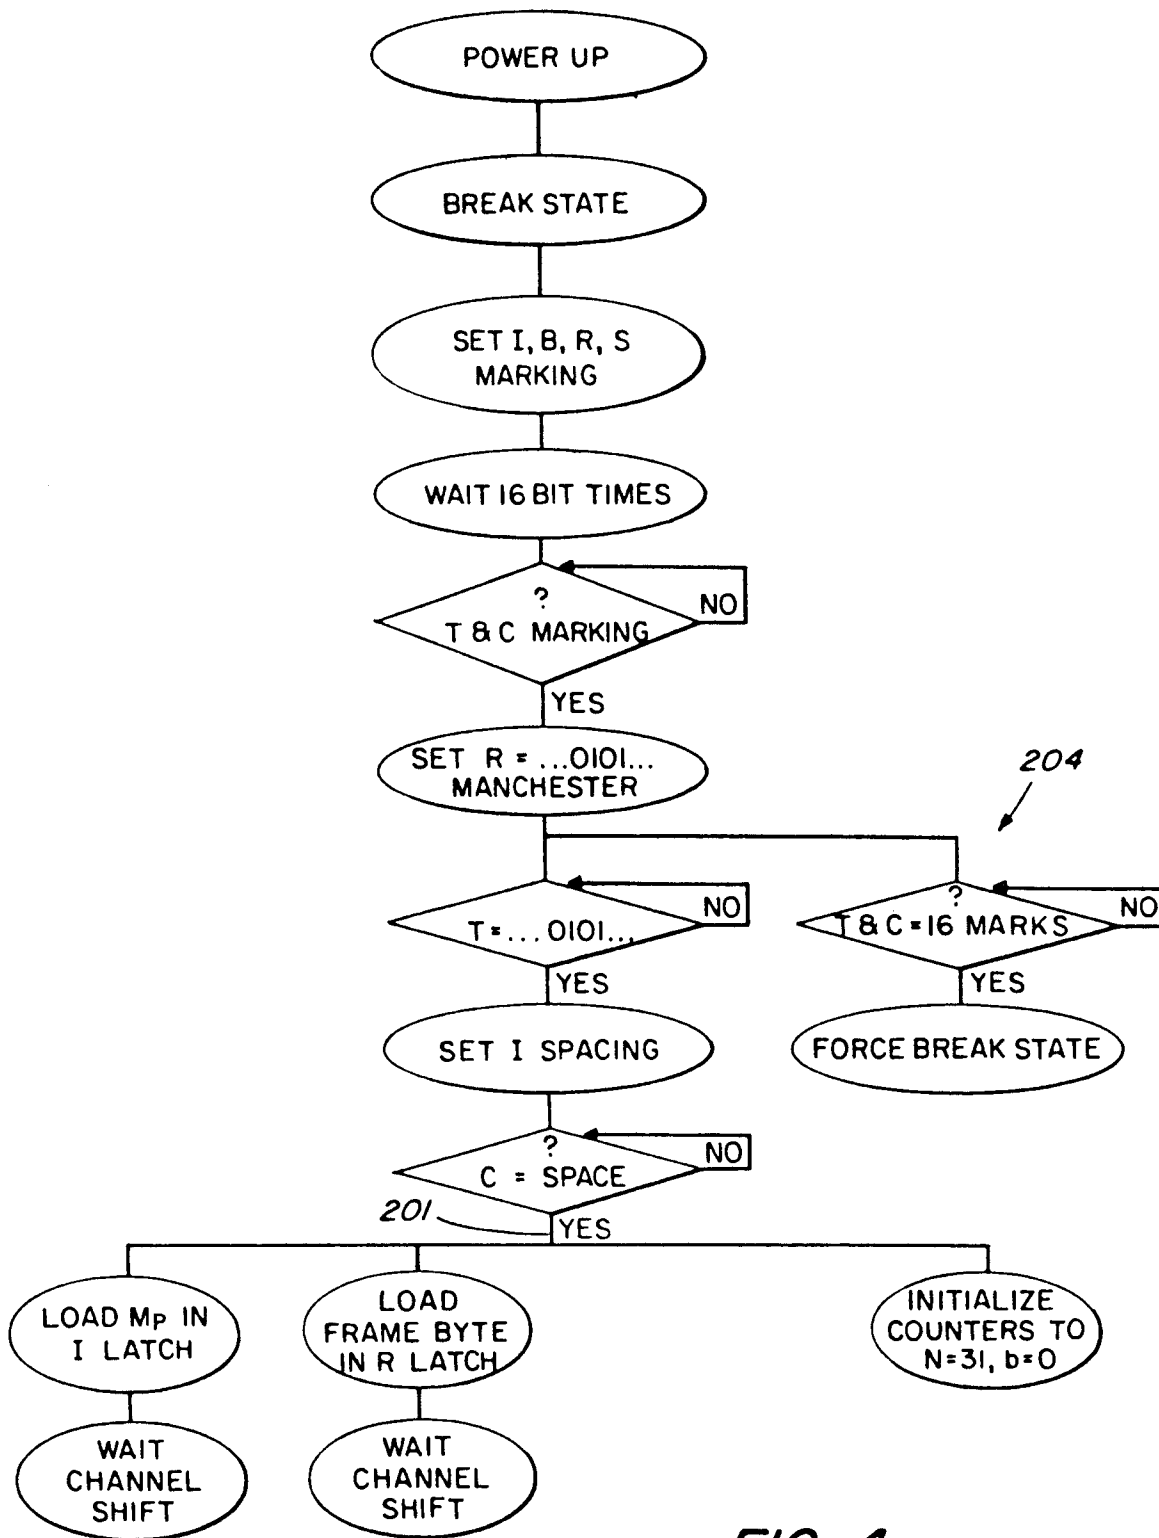 POWER UP
BREAK STATE
SET I, B, R, S
MARKING
WAIT 16 BIT TIMES
?
T & C MARKING
NO
YES
SET R = ...0101...
MANCHESTER
204
T = ...0101...
NO
?
T & C = 16 MARKS
NO
YES
YES
SET I SPACING
FORCE BREAK STATE
?
C = SPACE
NO
201
YES
LOAD Mp IN
I LATCH
LOAD
FRAME BYTE
IN R LATCH
INITIALIZE
COUNTERS TO
N=31, b=0
WAIT
CHANNEL
SHIFT
WAIT
CHANNEL
SHIFT